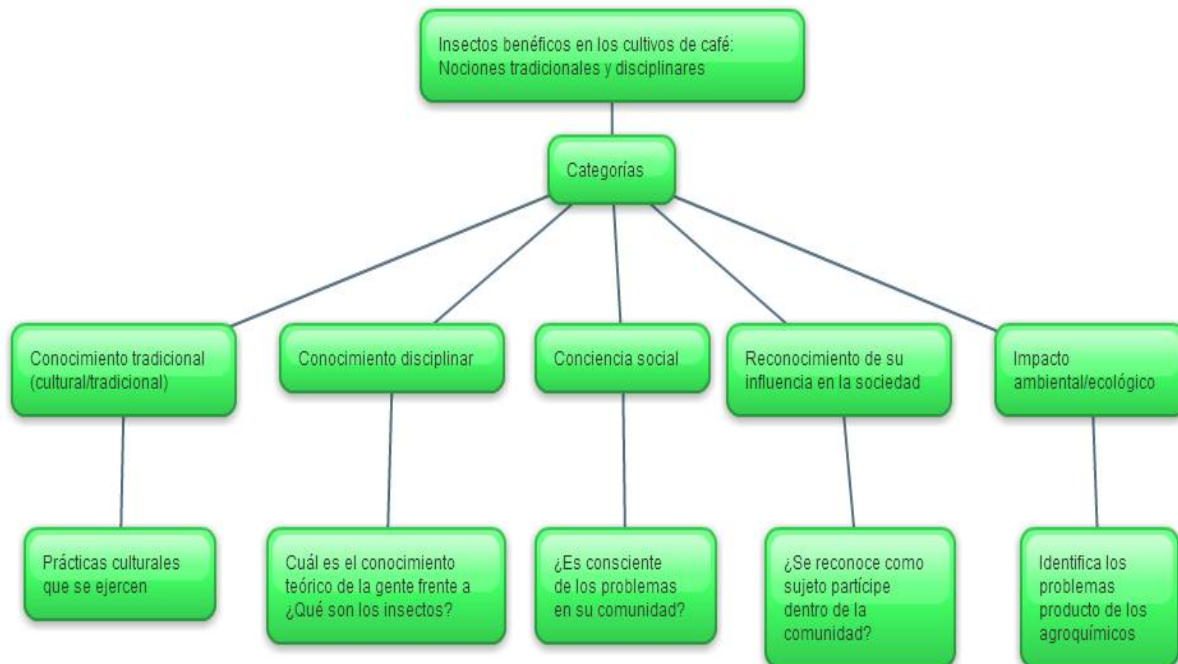 Insectos benéficos en los cultivos de café:
Nociones tradicionales y disciplinares
Categorías
Conocimiento tradicional
(cultural/tradicional)
Conocimiento disciplinar
Conciencia social
Reconocimiento de su
influencia en la sociedad
Impacto
ambiental/ecológico
Prácticas culturales
que se ejercen
Cuál es el conocimiento
teórico de la gente frente a
¿Qué son los insectos?
¿Es consciente
de los problemas
en su comunidad?
¿Se reconoce como
sujeto partícipe
dentro de la
comunidad?
Identifica los
problemas
producto de los
agroquímicos